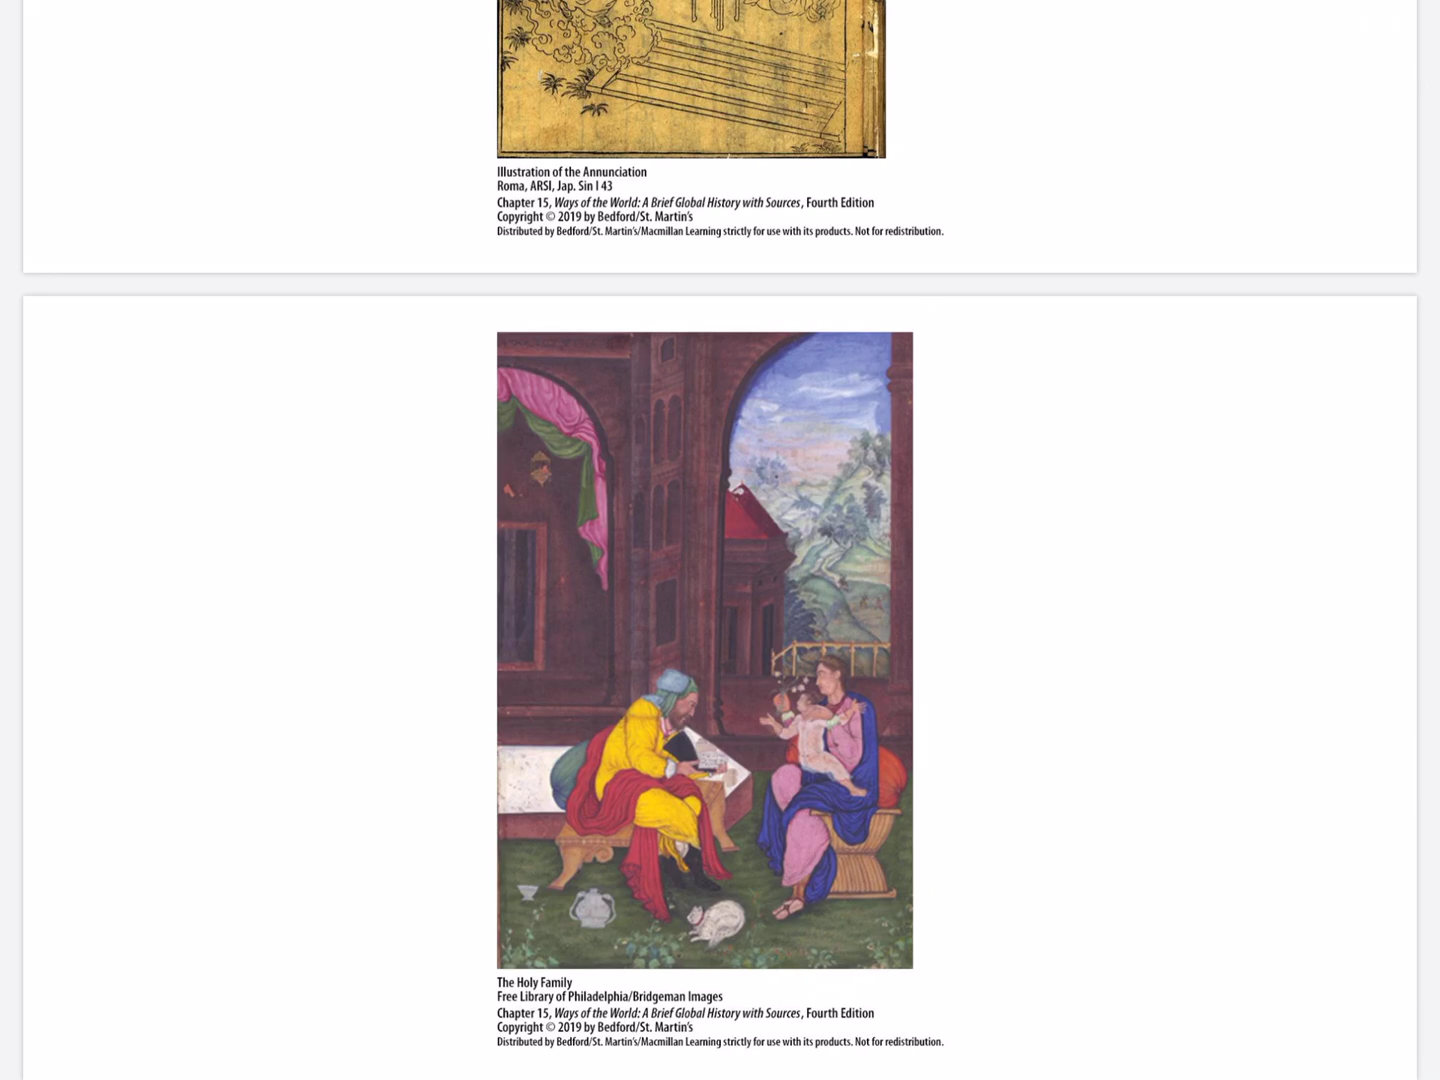 Illustration of the Annunciation
Roma, ARSI, Jap. Sin I 43
Chapter 15, Ways of the World: A Brief Global History with Sources, Fourth Edition
Copyright © 2019 by Bedford/St. Martin's
Distributed by Bedford/St. Martin's/Macmillan Learning strictly for use with its products. Not for redistribution.
The Holy Family
Free Library of Philadelphia/Bridgeman Images
Chapter 15, Ways of the World: A Brief Global History with Sources, Fourth Edition
Copyright © 2019 by Bedford/St. Martin's
Distributed by Bedford/St. Martin's/Macmillan Learning strictly for use with its products. Not for redistribution.